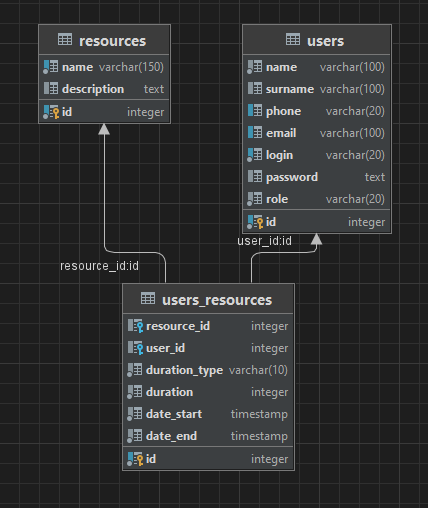 resources
name varchar(150)
description text
id integer
users
name varchar(100)
surname varchar(100)
phone varchar(20)
email varchar(100)
login varchar(20)
password text
role varchar(20)
id integer
user_id:id
resource_id:id
users_resources
resource_id integer
user_id integer
duration_type varchar(10)
duration integer
date_start timestamp
date_end timestamp
id integer